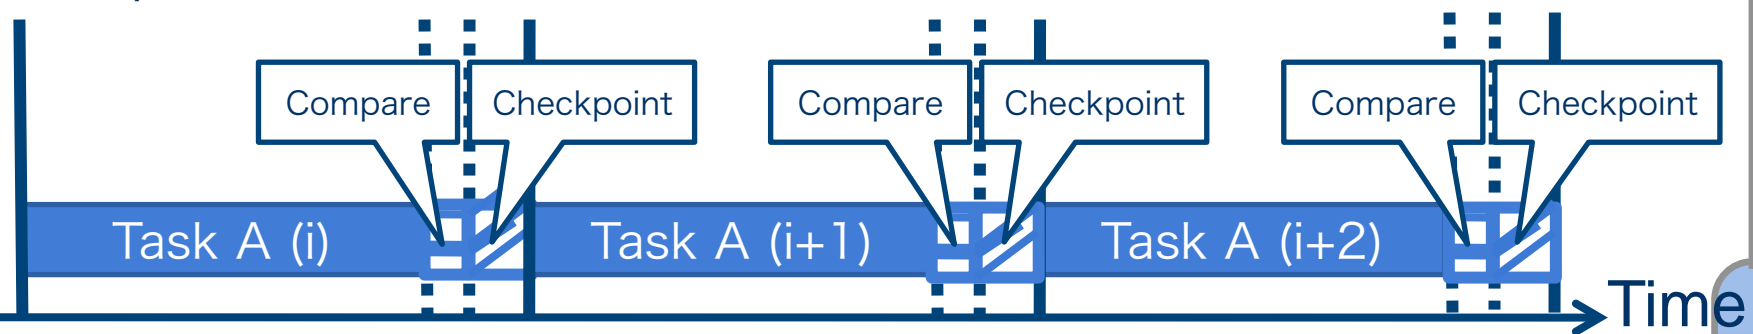 Compare Checkpoint Compare Checkpoint Compare Checkpoint
Task A (i) Task A (i+1) Task A (i+2)
Time